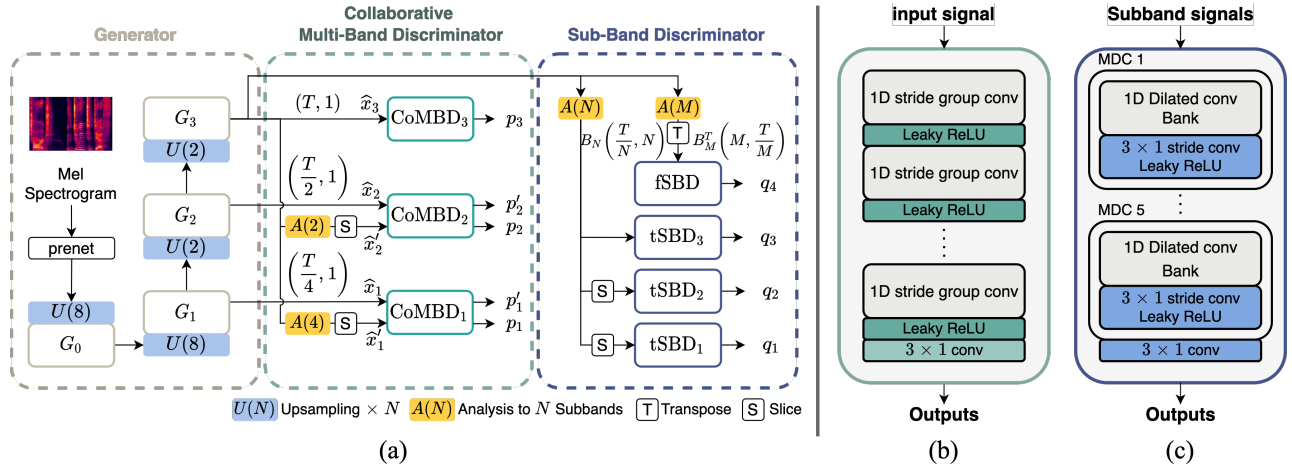 Generator
Collaborative
Multi-Band Discriminator
Sub-Band Discriminator
Mel
Spectrogram
prenet
U(8)
G₀
G₁
U(8)
G₂
U(2)
G₃
U(2)
(T, 1)
x̂₃
CoMBD₃
p₃
(T/2, 1)
x̂₂
CoMBD₂
p′₂
p₂
A(2)
S
x̂′₂
(T/4, 1)
x̂₁
CoMBD₁
p′₁
p₁
A(4)
S
x̂′₁
A(N)
A(M)
B_N(T/N, N)
T
B_M^T(M, T/M)
fSBD
q₄
tSBD₃
q₃
S
tSBD₂
q₂
S
tSBD₁
q₁
U(N) Upsampling × N
A(N) Analysis to N Subbands
T Transpose
S Slice
(a)
input signal
1D stride group conv
Leaky ReLU
1D stride group conv
Leaky ReLU
1D stride group conv
Leaky ReLU
3 × 1 conv
Outputs
(b)
Subband signals
MDC 1
1D Dilated conv
Bank
3 × 1 stride conv
Leaky ReLU
MDC 5
1D Dilated conv
Bank
3 × 1 stride conv
Leaky ReLU
3 × 1 conv
Outputs
(c)